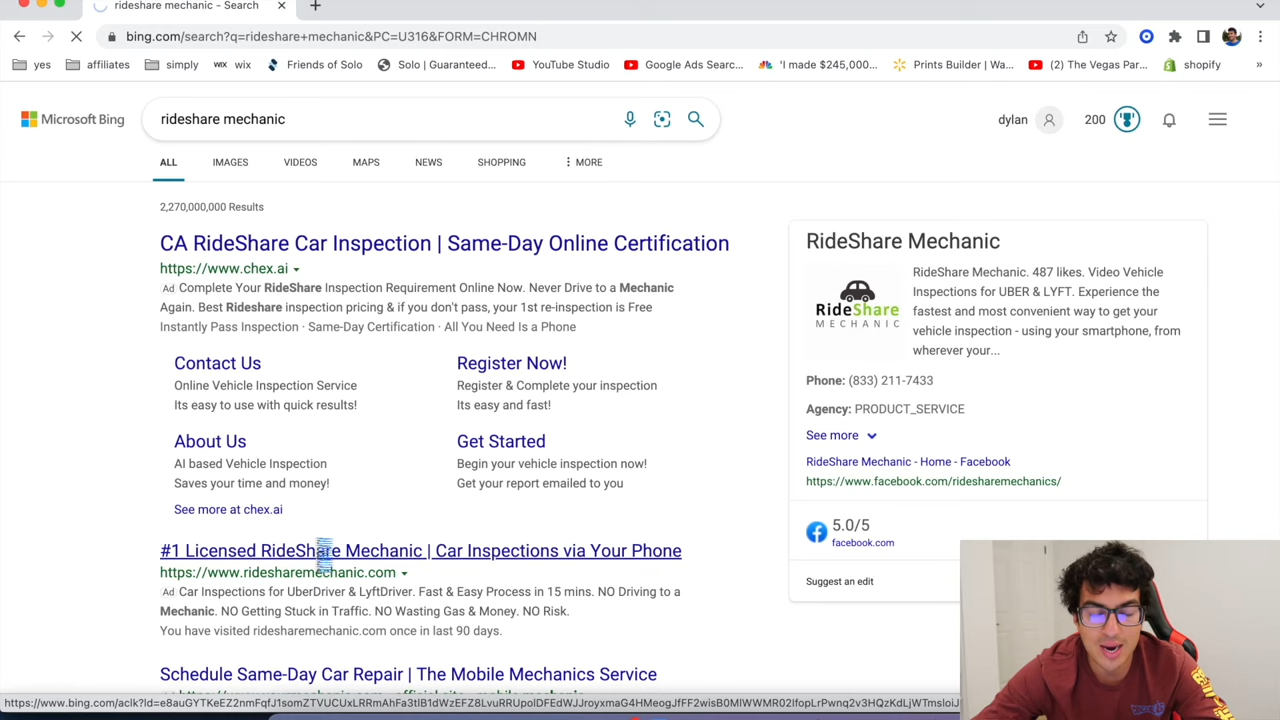 rideshare mechanic - Search
bing.com/search?q=rideshare+mechanic&PC=U316&FORM=CHROMN
yes affiliates simply wix wix Friends of Solo Solo | Guaranteed... YouTube Studio Google Ads Sear... 'I made $245,000... Prints Builder | Wa... (2) The Vegas Par... shopify »
Microsoft Bing
rideshare mechanic
dylan 200
ALL IMAGES VIDEOS MAPS NEWS SHOPPING MORE
2,270,000,000 Results
CA RideShare Car Inspection | Same-Day Online Certification
https://www.chex.ai
Ad Complete Your RideShare Inspection Requirement Online Now. Never Drive to a Mechanic
Again. Best Rideshare inspection pricing & if you don't pass, your 1st re-inspection is Free
Instantly Pass Inspection · Same-Day Certification · All You Need Is a Phone
Contact Us
Online Vehicle Inspection Service
Its easy to use with quick results!
Register Now!
Register & Complete your inspection
Its easy and fast!
About Us
AI based Vehicle Inspection
Saves your time and money!
Get Started
Begin your vehicle inspection now!
Get your report emailed to you
See more at chex.ai
#1 Licensed RideShare Mechanic | Car Inspections via Your Phone
https://www.ridesharemechanic.com
Ad Car Inspections for UberDriver & LyftDriver. Fast & Easy Process in 15 mins. NO Driving to a
Mechanic. NO Getting Stuck in Traffic. NO Wasting Gas & Money. NO Risk.
You have visited ridesharemechanic.com once in last 90 days.
Schedule Same-Day Car Repair | The Mobile Mechanics Service
RideShare Mechanic
RideShare
MECHANIC
RideShare Mechanic. 487 likes. Video Vehicle
Inspections for UBER & LYFT. Experience the
fastest and most convenient way to get your
vehicle inspection - using your smartphone, from
wherever your...
Phone: (833) 211-7433
Agency: PRODUCT_SERVICE
See more
RideShare Mechanic - Home - Facebook
https://www.facebook.com/ridesharemechanics/
5.0/5
facebook.com
Suggest an edit